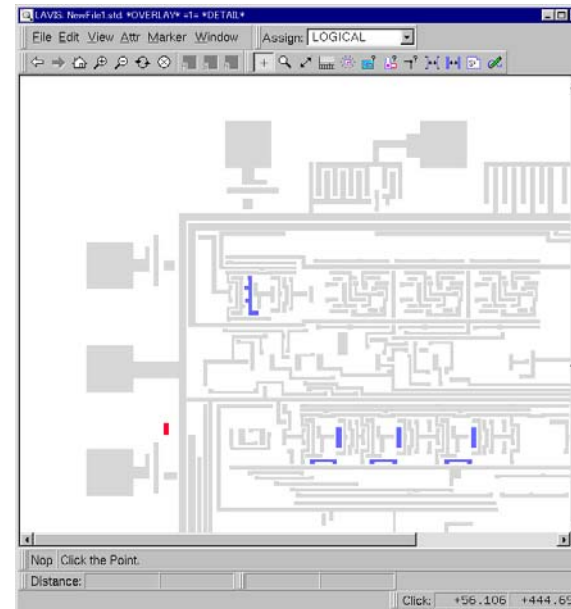 LAVIS. NewFile1.std *OVERLAY* =1= *DETAIL*
File Edit View Attr Marker Window Assign: LOGICAL
Nop Click the Point.
Distance:
Click: +56.106 +444.65